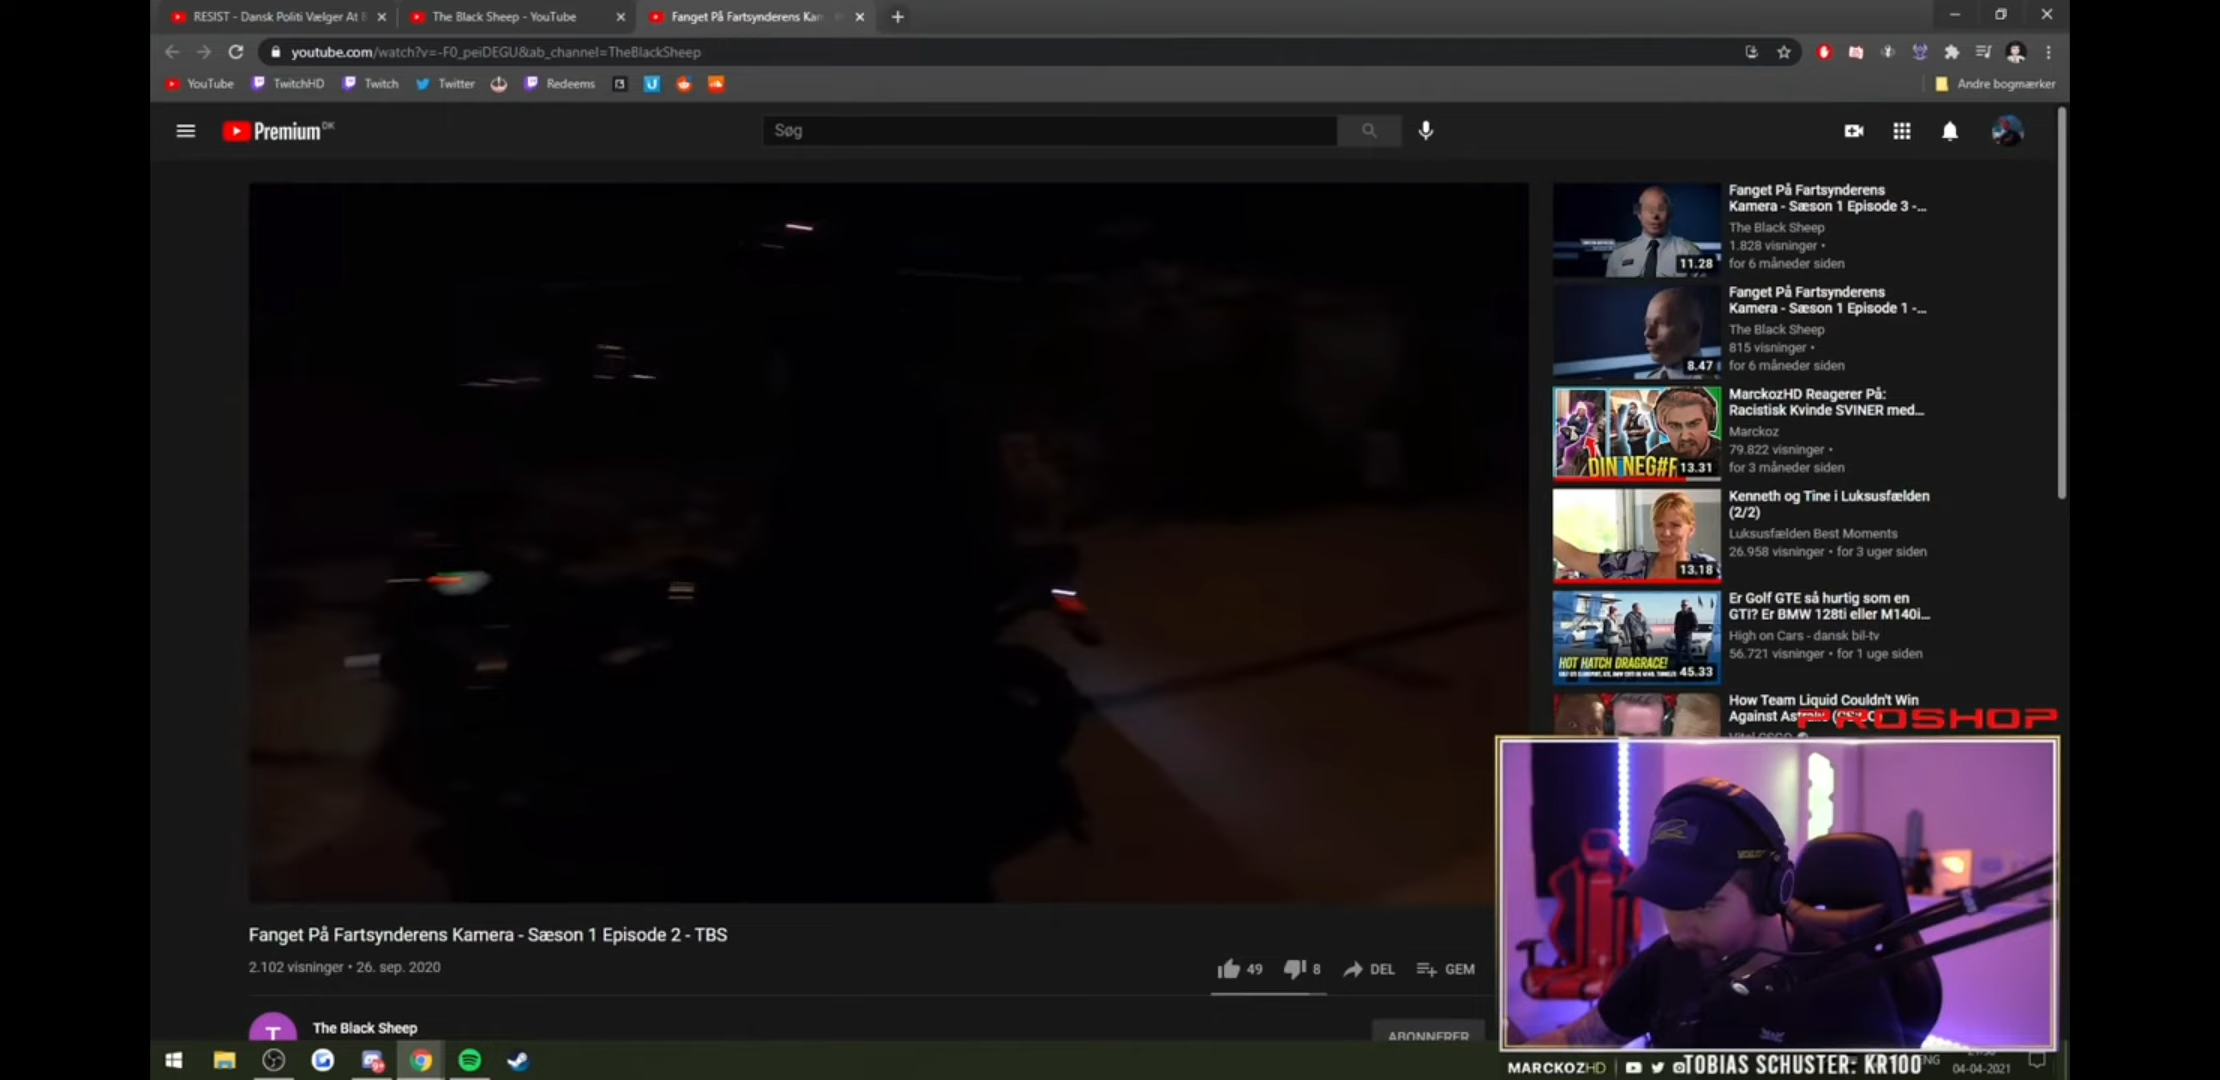 RESIST - Dansk Politi Vælger At
The Black Sheep - YouTube
Fanget På Fartsynderens Kam
youtube.com/watch?v=-F0_peiDEGU&ab_channel=TheBlackSheep
YouTube
TwitchHD
Twitch
Twitter
Redeems
Andre bogmærker
Premium DK
Søg
Fanget På Fartsynderens
Kamera - Sæson 1 Episode 3 -...
The Black Sheep
1.828 visninger •
for 6 måneder siden
11.28
Fanget På Fartsynderens
Kamera - Sæson 1 Episode 1 -...
The Black Sheep
815 visninger •
for 6 måneder siden
8.47
MarckozHD Reagerer På:
Racistisk Kvinde SVINER med...
Marckoz
79.822 visninger •
for 3 måneder siden
DIN NEG#R
13.31
Kenneth og Tine i Luksusfælden
(2/2)
Luksusfælden Best Moments
26.958 visninger • for 3 uger siden
13.18
Er Golf GTE så hurtig som en
GTI? Er BMW 128ti eller M140i...
High on Cars - dansk bil-tv
56.721 visninger • for 1 uge siden
HOT HATCH DRAGRACE!
45.33
How Team Liquid Couldn't Win
Against Astralis (CS:GO)
PROSHOP
Fanget På Fartsynderens Kamera - Sæson 1 Episode 2 - TBS
2.102 visninger • 26. sep. 2020
49
8
DEL
GEM
T
The Black Sheep
ABONNERER
MARCKOZHD
TOBIAS SCHUSTER: KR100
ENG
04-04-2021